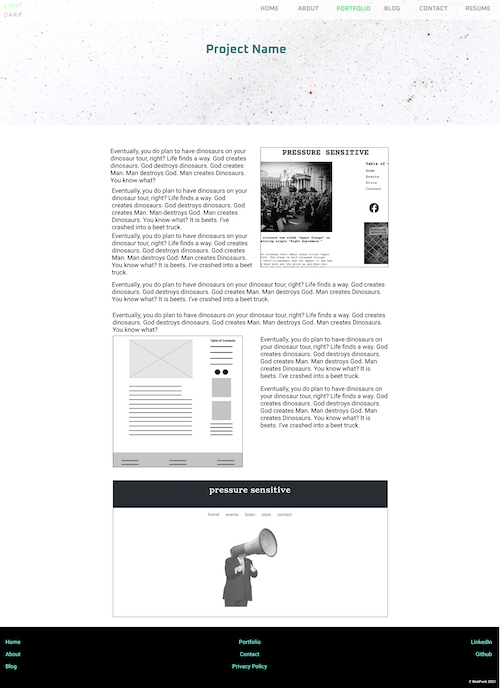 LIGHT
DARK
HOME ABOUT PORTFOLIO BLOG CONTACT RESUME
Project Name
Eventually, you do plan to have dinosaurs on your
dinosaur tour, right? Life finds a way. God creates
dinosaurs. God destroys dinosaurs. God creates
Man. Man destroys God. Man creates Dinosaurs.
You know what?
Eventually, you do plan to have dinosaurs on your
dinosaur tour, right? Life finds a way. God
creates dinosaurs. God destroys dinosaurs. God
creates Man. Man destroys God. Man creates
Dinosaurs. You know what? It is beets. I've
crashed into a beet truck.
Eventually, you do plan to have dinosaurs on your
dinosaur tour, right? Life finds a way. God
creates dinosaurs. God destroys dinosaurs. God
creates Man. Man destroys God. Man creates
Dinosaurs. You know what?
You know what? It is beets. I've crashed into a beet
truck.
PRESSURE SENSITIVE
Table of
Home
Events
Store
Contact
Eventually, you do plan to have dinosaurs on your dinosaur tour, right? Life finds a way. God creates
dinosaurs. God destroys dinosaurs. God creates Man. Man destroys God. Man creates Dinosaurs.
You know what? It is beets. I've crashed into a beet truck.
Eventually, you do plan to have dinosaurs on your dinosaur tour, right? Life finds a way. God creates
dinosaurs. God destroys dinosaurs. God creates Man. Man destroys God. Man creates Dinosaurs.
You know what?
Table of Contents
Eventually, you do plan to have dinosaurs on
your dinosaur tour, right? Life finds a way. God
creates dinosaurs. God destroys dinosaurs.
God creates Man. Man destroys God. Man
creates Dinosaurs. You know what? It is
beets. I've crashed into a beet truck.
Eventually, you do plan to have dinosaurs on
your dinosaur tour, right? Life finds a way. God
creates dinosaurs. God destroys dinosaurs.
God creates Man. Man destroys God. Man
creates Dinosaurs. You know what? It is
beets. I've crashed into a beet truck.
pressure sensitive
home events listen store contact
Home Portfolio LinkedIn
About Contact Github
Blog Privacy Policy
© WebPunk 2023